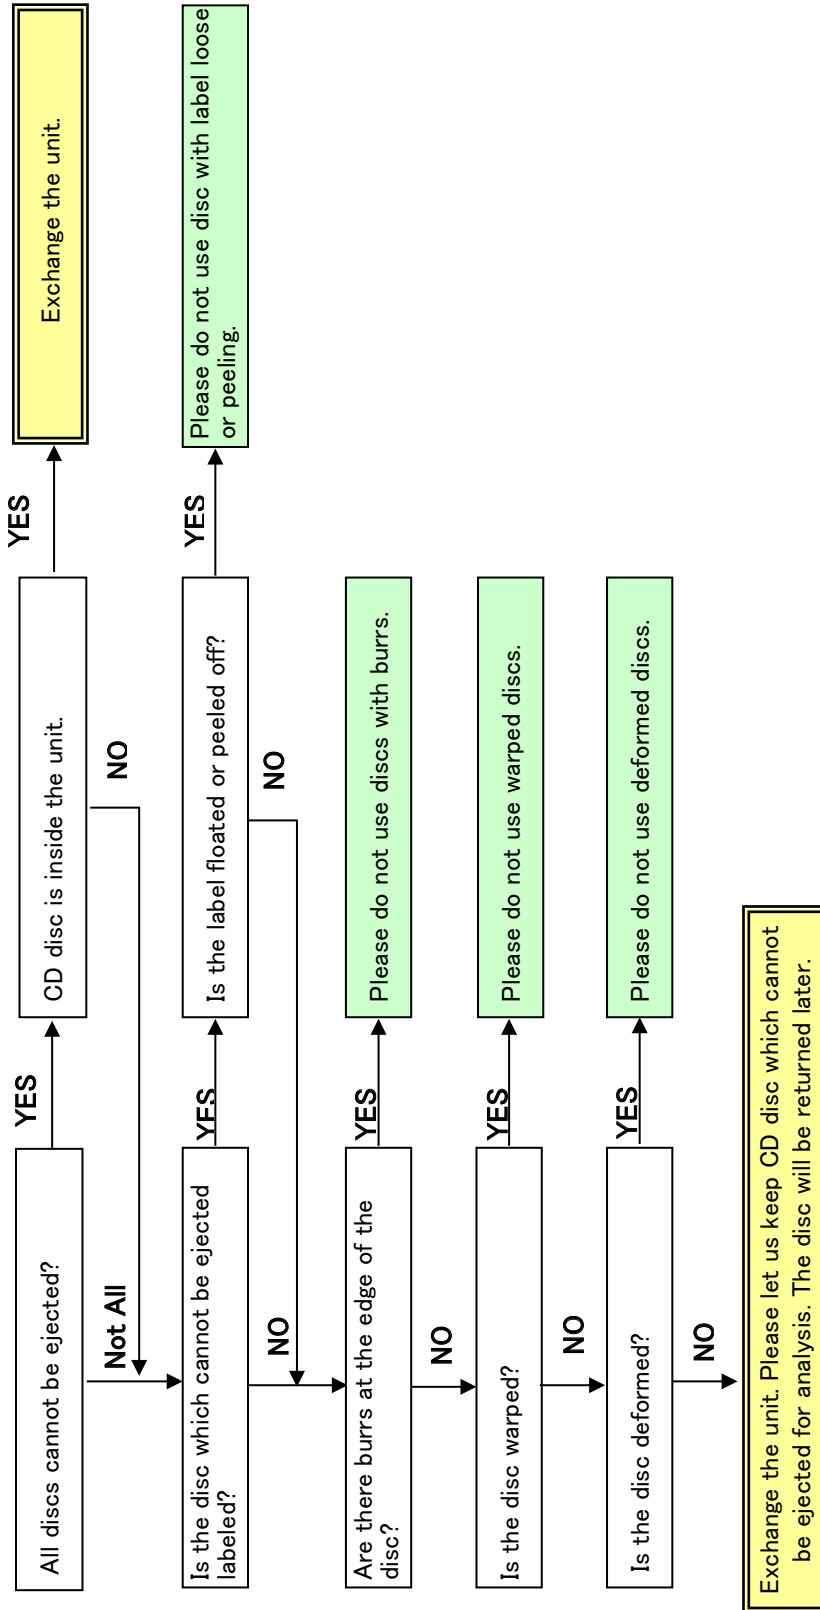 All discs cannot be ejected?
YES
CD disc is inside the unit.
YES
Exchange the unit.
Not All
NO
Is the disc which cannot be ejected
labeled?
YES
Is the label floated or peeled off?
YES
Please do not use disc with label loose
or peeling.
NO
NO
Are there burrs at the edge of the
disc?
YES
Please do not use discs with burrs.
NO
Is the disc warped?
YES
Please do not use warped discs.
NO
Is the disc deformed?
YES
Please do not use deformed discs.
NO
Exchange the unit. Please let us keep CD disc which cannot
be ejected for analysis. The disc will be returned later.